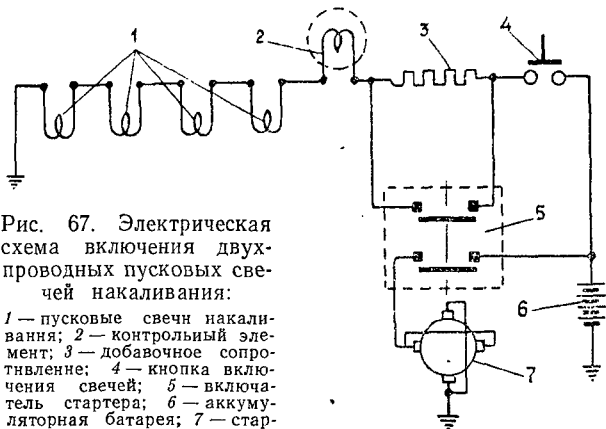 1
2
3
4
5
6
7
Рис. 67. Электрическая
схема включения двух-
проводных пусковых све-
чей накаливания:
1 — пусковые свечи накали-
вания; 2 — контрольный эле-
мент; 3 — добавочное сопро-
тивление; 4 — кнопка вклю-
чения свечей; 5 — включа-
тель стартера; 6 — аккуму-
ляторная батарея; 7 — стар-